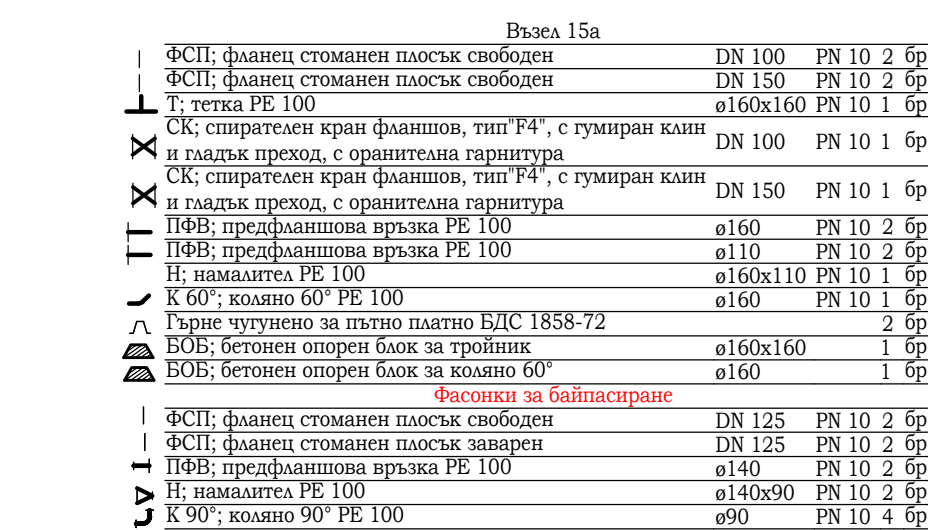 Възел 15а
ФСП; фланец стоманен плосък свободен DN 100 PN 10 2 бр
ФСП; фланец стоманен плосък свободен DN 150 PN 10 2 бр
Т; тетка PE 100 ø160x160 PN 10 1 бр
СК; спирателен кран фланшов, тип"F4", с гумиран клин
и гладък преход, с оранителна гарнитура DN 100 PN 10 1 бр
СК; спирателен кран фланшов, тип"F4", с гумиран клин
и гладък преход, с оранителна гарнитура DN 150 PN 10 1 бр
ПФВ; предфланшова връзка PE 100 ø160 PN 10 2 бр
ПФВ; предфланшова връзка PE 100 ø110 PN 10 2 бр
Н; намалител PE 100 ø160x110 PN 10 1 бр
К 60°; коляно 60° PE 100 ø160 PN 10 1 бр
Гърне чугунено за пътно платно БДС 1858-72 2 бр
БОБ; бетонен опорен блок за тройник ø160x160 1 бр
БОБ; бетонен опорен блок за коляно 60° ø160 1 бр
Фасонки за байпасиране
ФСП; фланец стоманен плосък свободен DN 125 PN 10 2 бр
ФСП; фланец стоманен плосък заварен DN 125 PN 10 2 бр
ПФВ; предфланшова връзка PE 100 ø140 PN 10 2 бр
Н; намалител PE 100 ø140x90 PN 10 2 бр
К 90°; коляно 90° PE 100 ø90 PN 10 4 бр